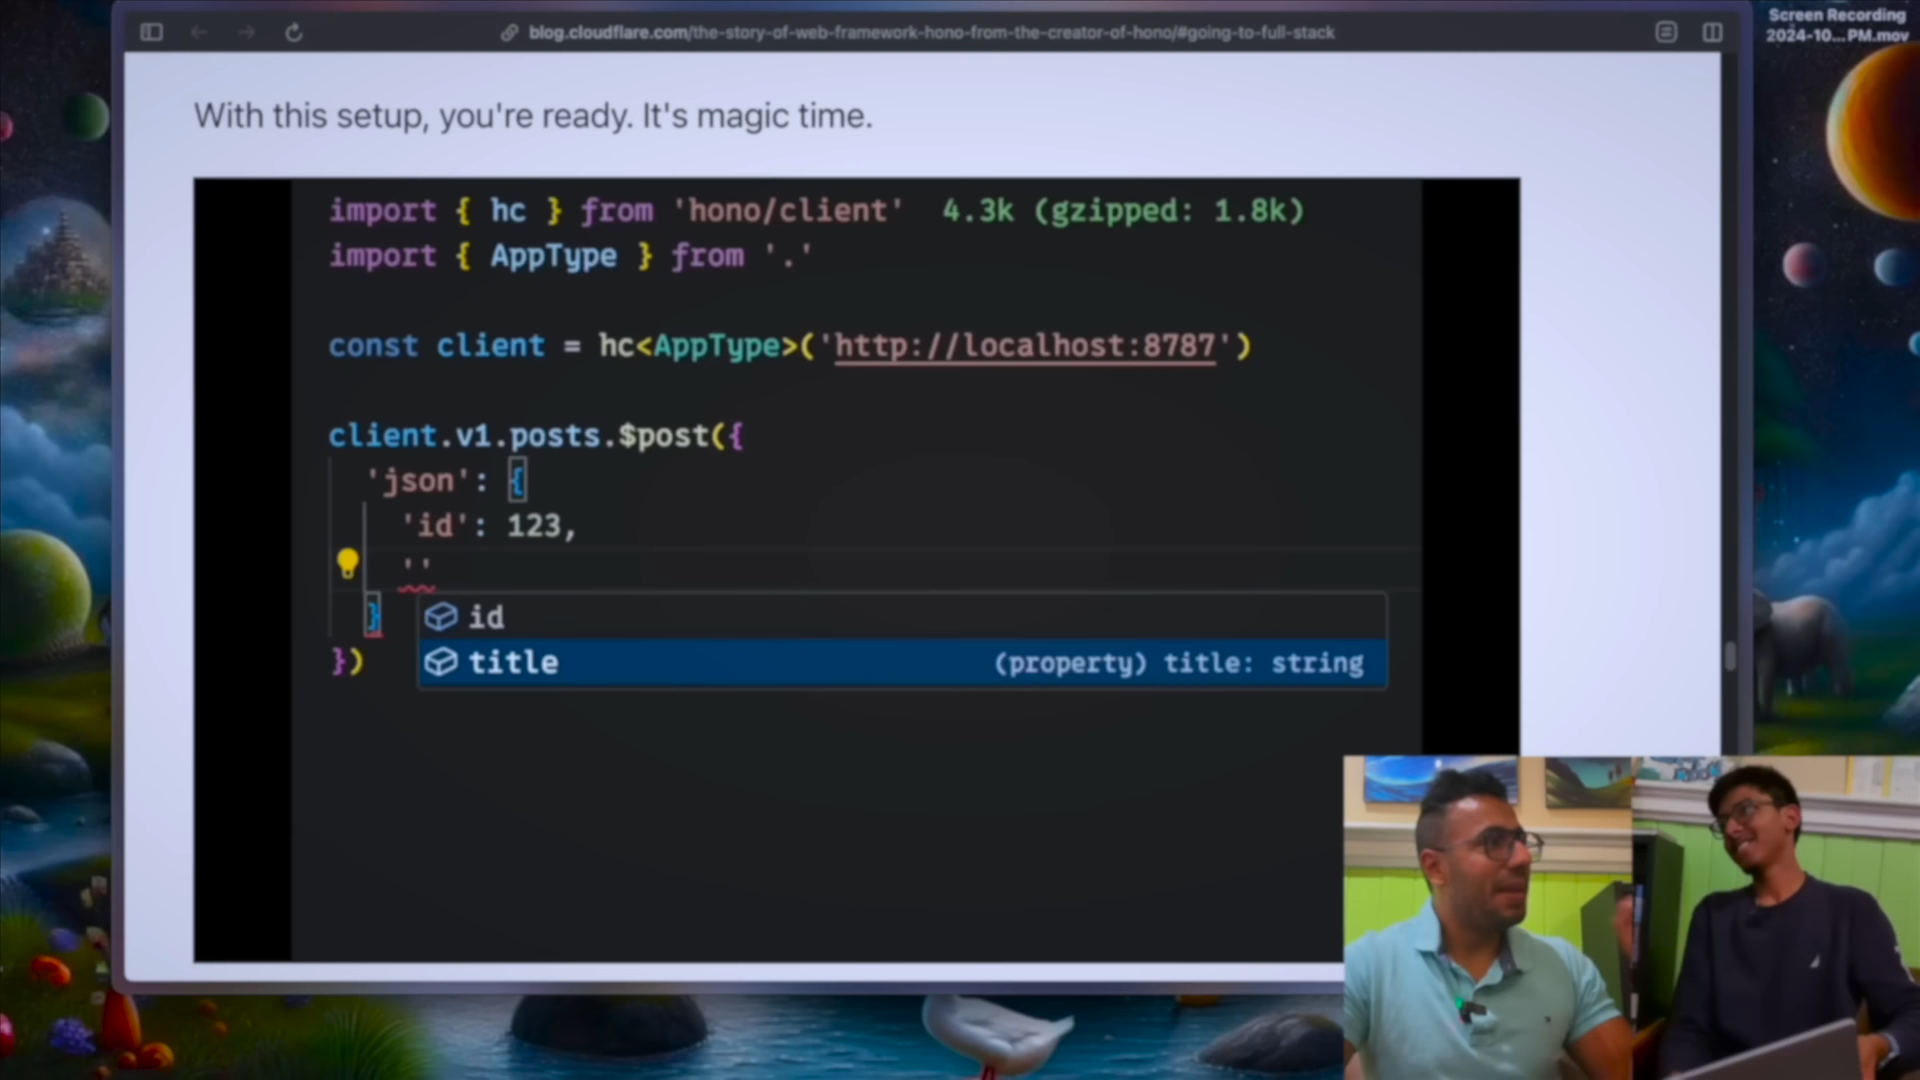 blog.cloudflare.com/the-story-of-web-framework-hono-from-the-creator-of-hono/#going-to-full-stack
Screen Recording
2024-10...PM.mov
With this setup, you're ready. It's magic time.
import { hc } from 'hono/client' 4.3k (gzipped: 1.8k)
import { AppType } from '.'
const client = hc<AppType>('http://localhost:8787')
client.v1.posts.$post({
'json': {
'id': 123,
''
}
id
title (property) title: string
})